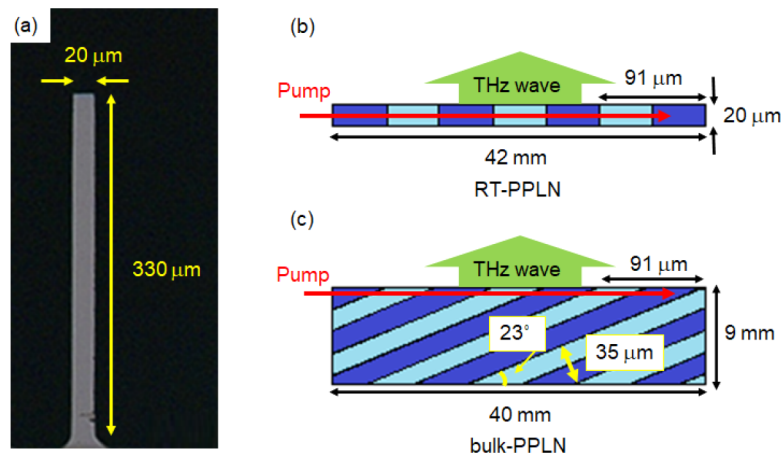 (a)
20 μm
330 μm
(b)
THz wave
91 μm
Pump
20 μm
42 mm
RT-PPLN
(c)
THz wave
91 μm
Pump
23°
35 μm
9 mm
40 mm
bulk-PPLN